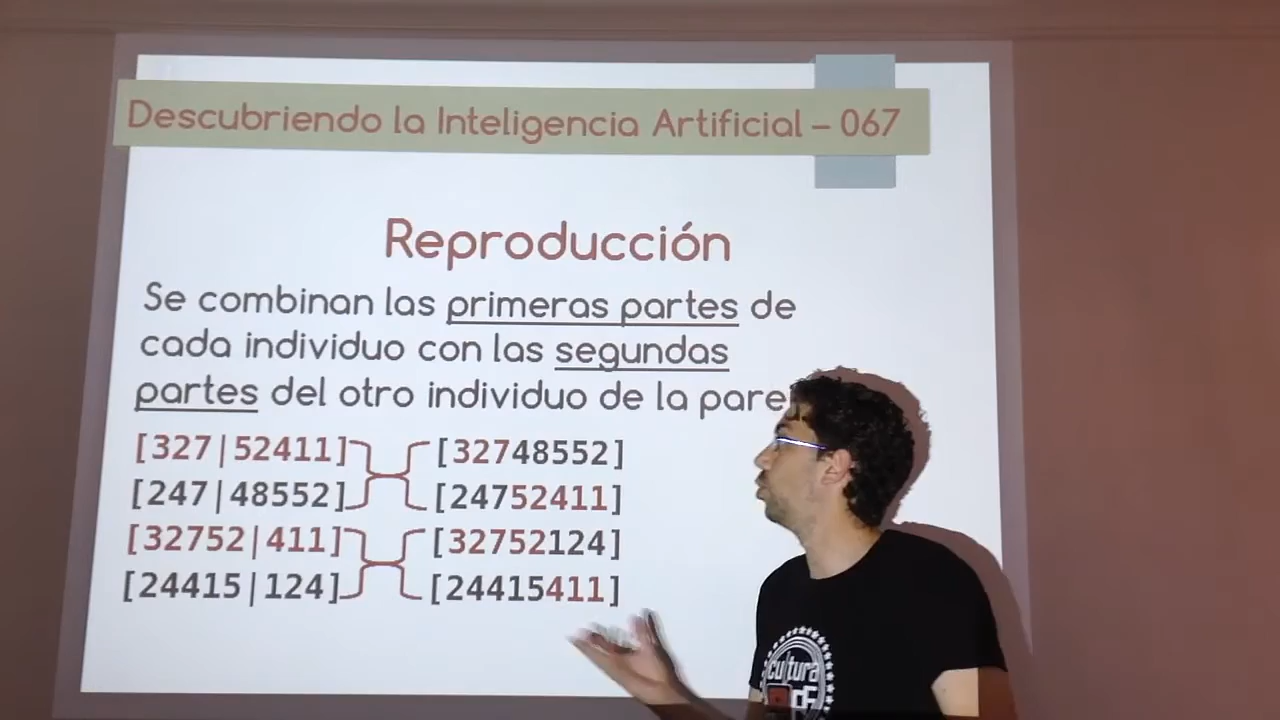 Descubriendo la Inteligencia Artificial – 067
Reproducción
Se combinan las primeras partes de
cada individuo con las segundas
partes del otro individuo de la pare
[327|52411] [32748552]
[247|48552] [24752411]
[32752|411] [32752124]
[24415|124] [24415411]
cultura